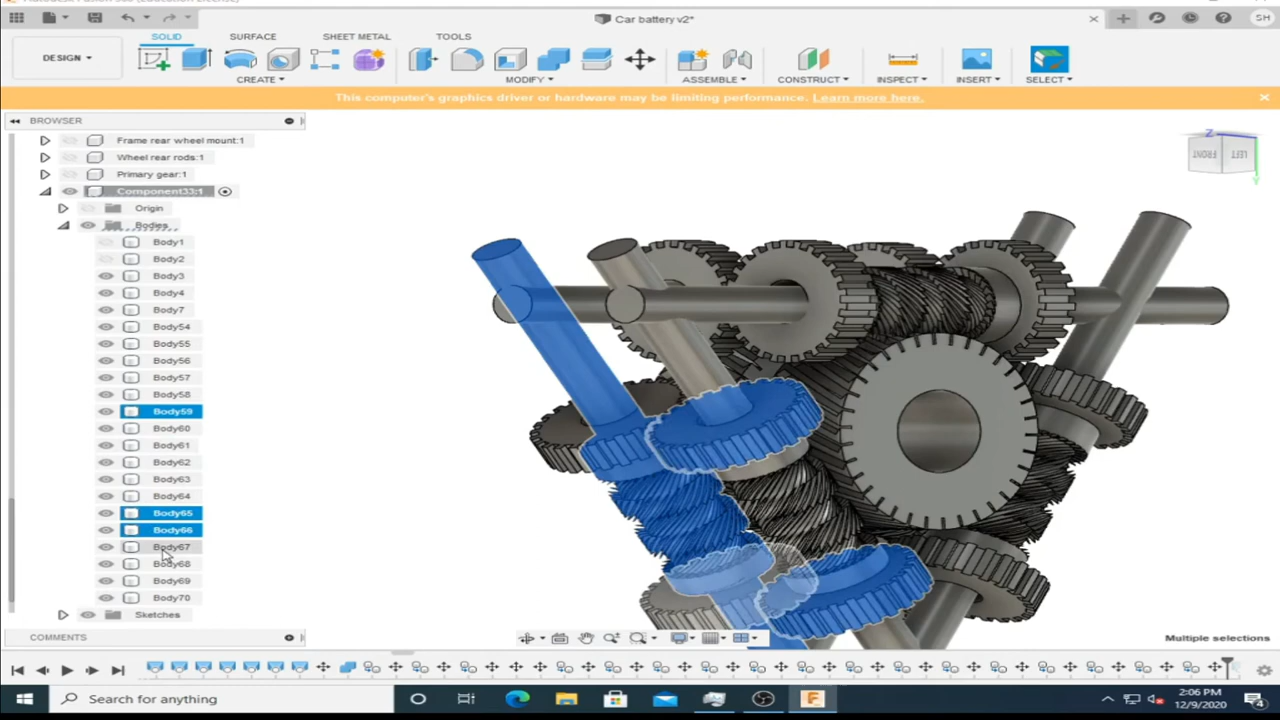 Car battery v2*
SH
SOLID
SURFACE
SHEET METAL
TOOLS
DESIGN
CREATE
MODIFY
ASSEMBLE
CONSTRUCT
INSPECT
INSERT
SELECT
This computer's graphics driver or hardware may be limiting performance. Learn more here.
BROWSER
Frame rear wheel mount:1
Wheel rear rods:1
Primary gear:1
Component33:1
Origin
Bodies
Body1
Body2
Body3
Body4
Body7
Body54
Body55
Body56
Body57
Body58
Body59
Body60
Body61
Body62
Body63
Body64
Body65
Body66
Body67
Body68
Body69
Body70
Sketches
Z
FRONT
LEFT
Y
COMMENTS
Multiple selections
Search for anything
2:06 PM
12/9/2020
4